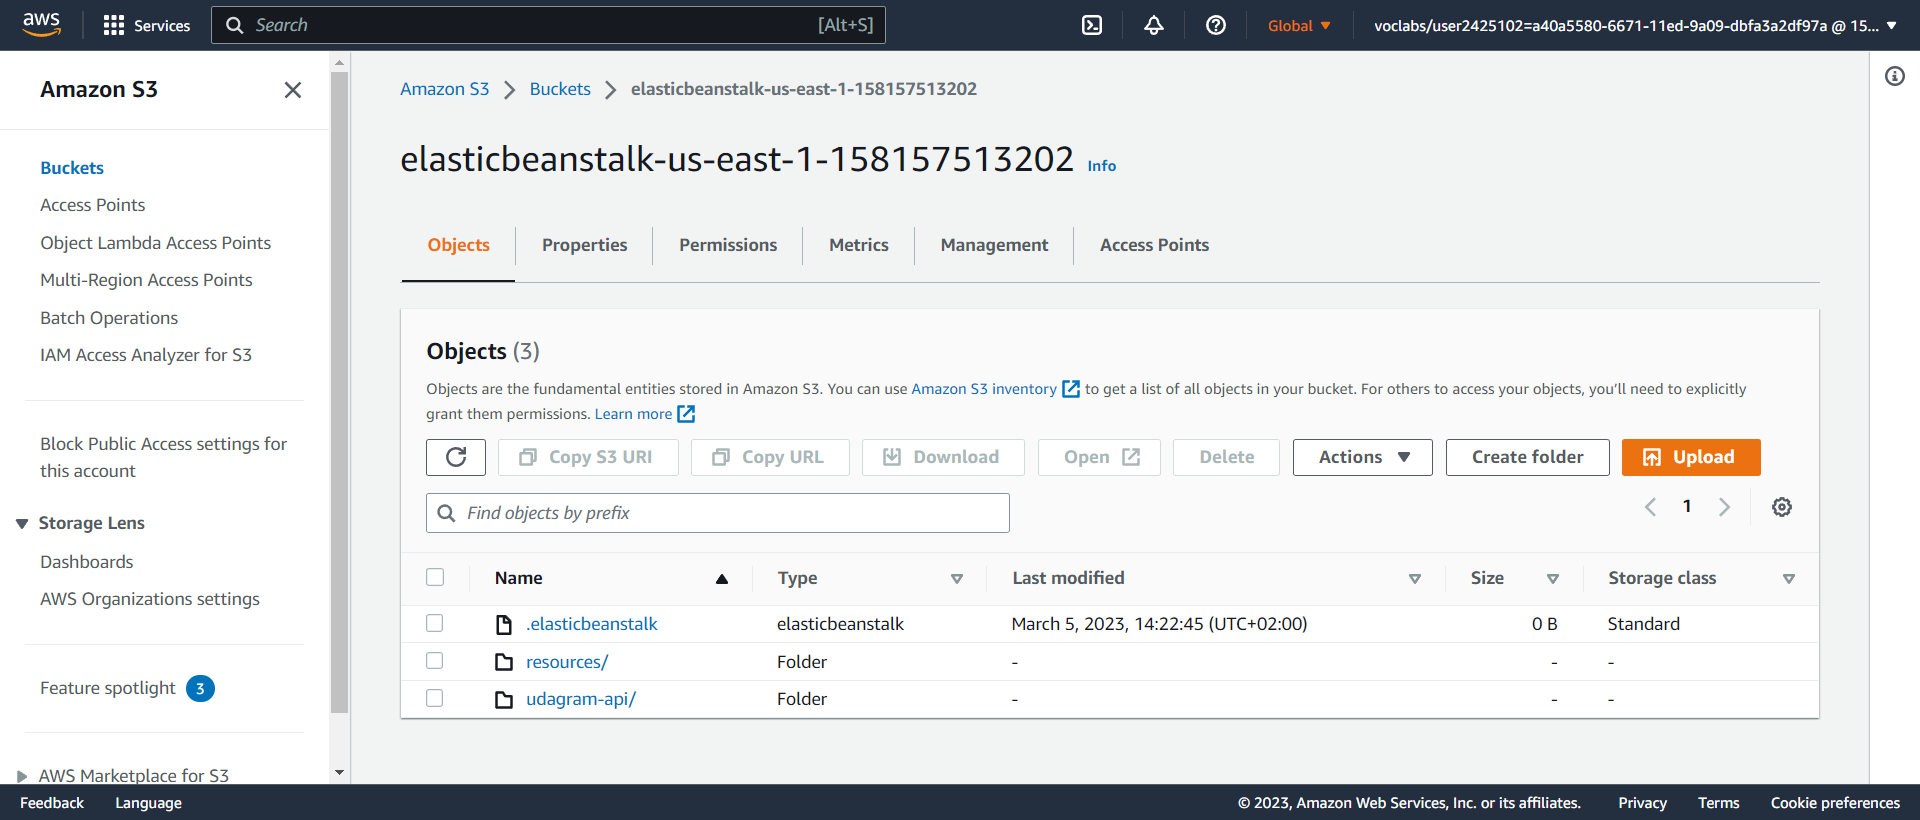 aws Services Search [Alt+S] Global voclabs/user2425102=a40a5580-6671-11ed-9a09-dbfa3a2df97a @ 15...
Amazon S3
Buckets
Access Points
Object Lambda Access Points
Multi-Region Access Points
Batch Operations
IAM Access Analyzer for S3
Block Public Access settings for
this account
Storage Lens
Dashboards
AWS Organizations settings
Feature spotlight 3
AWS Marketplace for S3
Amazon S3 Buckets elasticbeanstalk-us-east-1-158157513202
elasticbeanstalk-us-east-1-158157513202 Info
Objects Properties Permissions Metrics Management Access Points
Objects (3)
Objects are the fundamental entities stored in Amazon S3. You can use Amazon S3 inventory to get a list of all objects in your bucket. For others to access your objects, you'll need to explicitly
grant them permissions. Learn more
Copy S3 URI Copy URL Download Open Delete Actions Create folder Upload
Find objects by prefix 1
Name Type Last modified Size Storage class
.elasticbeanstalk elasticbeanstalk March 5, 2023, 14:22:45 (UTC+02:00) 0 B Standard
resources/ Folder - - -
udagram-api/ Folder - - -
Feedback Language © 2023, Amazon Web Services, Inc. or its affiliates. Privacy Terms Cookie preferences